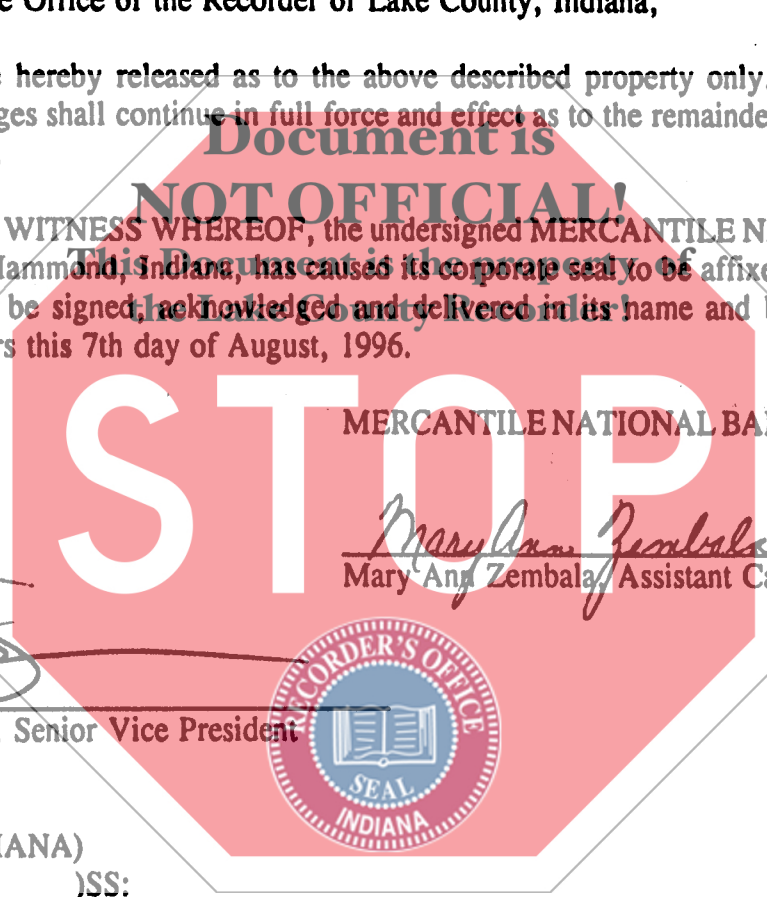 e Office of the Recorder of Lake County, Indiana,
hereby released as to the above described property only.
ges shall continue in full force and effect as to the remainde
Document is
NOT OFFICIAL!
WITNESS WHEREOF, the undersigned MERCANTILE N
This Document is the property of
Hammond, Indiana, has caused its corporate seal to be affixe
the Lake County Recorder!
be signed, acknowledged and delivered in its name and
rs this 7th day of August, 1996.
STOP
MERCANTILE NATIONAL BA
Mary Ann Zembala
Mary Ann Zembala, Assistant Ca
RECORDER'S OFFICE
Senior Vice President
SEAL
INDIANA
IANA)
)SS: